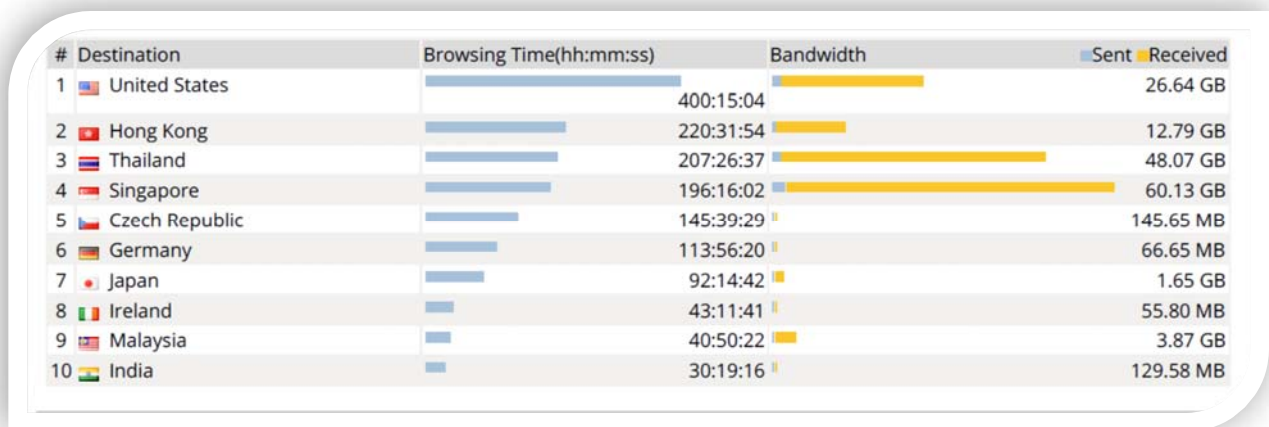 # Destination Browsing Time(hh:mm:ss) Bandwidth Sent Received
1 United States 400:15:04 26.64 GB
2 Hong Kong 220:31:54 12.79 GB
3 Thailand 207:26:37 48.07 GB
4 Singapore 196:16:02 60.13 GB
5 Czech Republic 145:39:29 145.65 MB
6 Germany 113:56:20 66.65 MB
7 Japan 92:14:42 1.65 GB
8 Ireland 43:11:41 55.80 MB
9 Malaysia 40:50:22 3.87 GB
10 India 30:19:16 129.58 MB